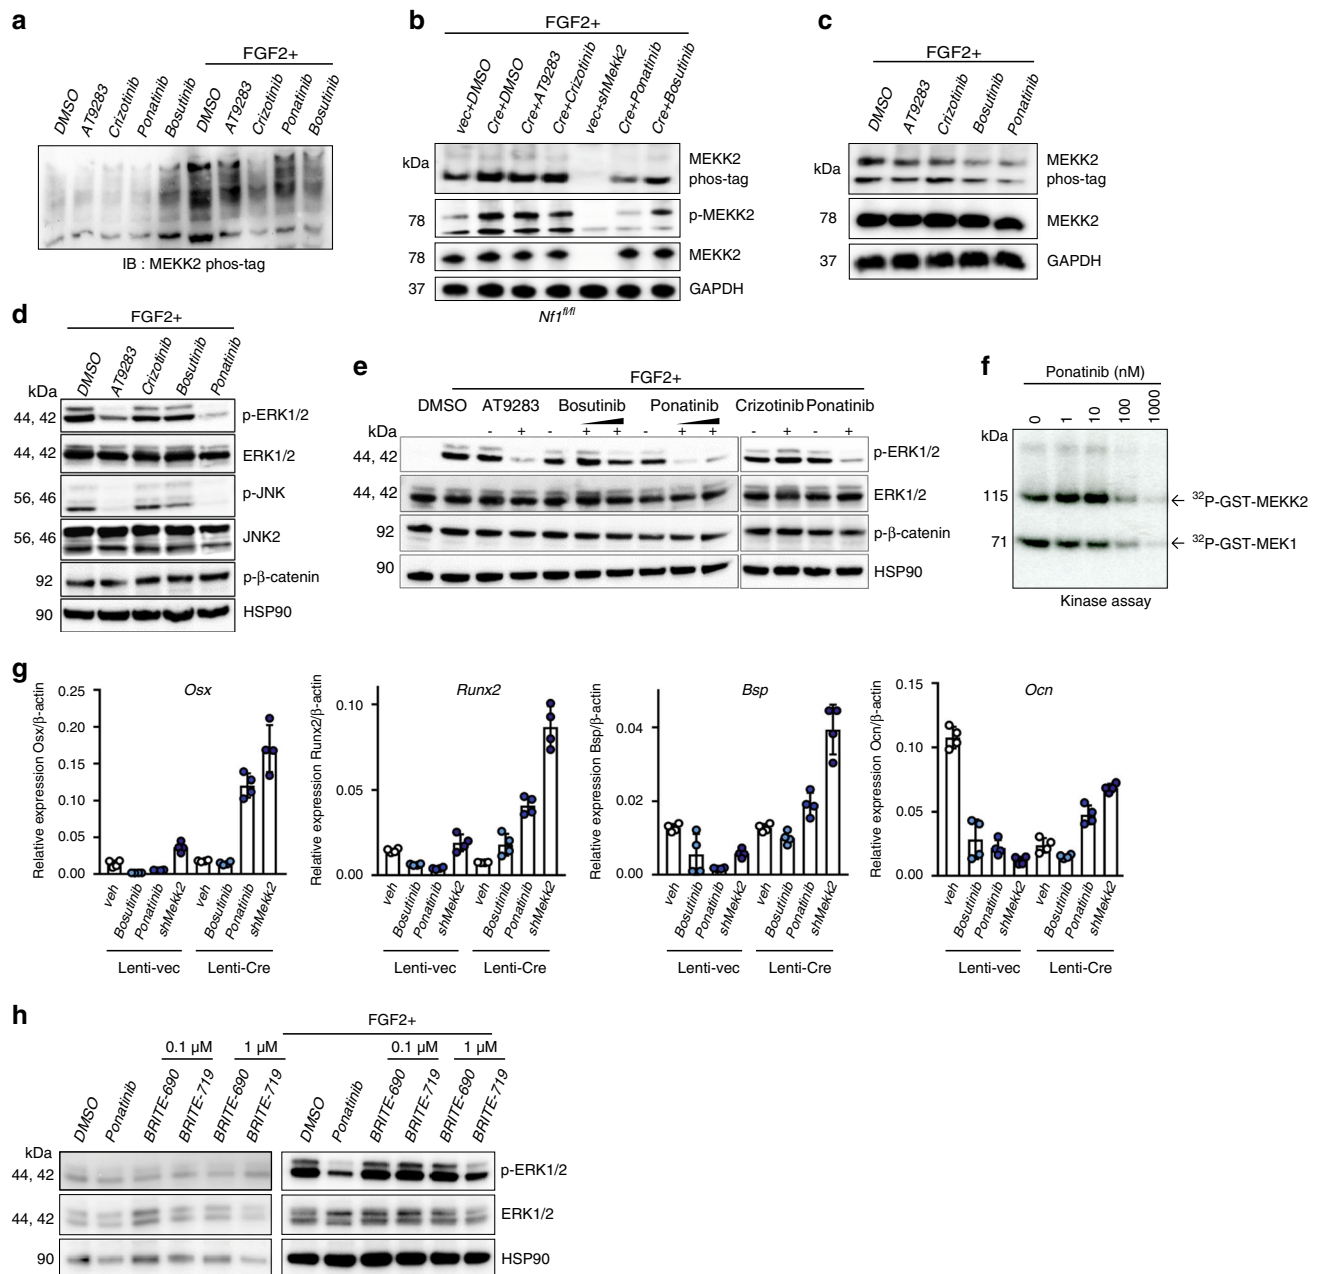 a
FGF2+
DMSO
AT9283
Crizotinib
Ponatinib
Bosutinib
DMSO
AT9283
Crizotinib
Ponatinib
Bosutinib
IB : MEKK2 phos-tag
b
FGF2+
vec+DMSO
Cre+DMSO
Cre+AT9283
Cre+Crizotinib
vec+shMekk2
Cre+Ponatinib
Cre+Bosutinib
kDa
MEKK2
phos-tag
78
p-MEKK2
78
MEKK2
37
GAPDH
Nf1fl/fl
c
FGF2+
DMSO
AT9283
Crizotinib
Bosutinib
Ponatinib
kDa
MEKK2
phos-tag
78
MEKK2
37
GAPDH
d
FGF2+
DMSO
AT9283
Crizotinib
Bosutinib
Ponatinib
kDa
44, 42
p-ERK1/2
44, 42
ERK1/2
56, 46
p-JNK
56, 46
JNK2
92
p-β-catenin
90
HSP90
e
FGF2+
DMSO AT9283 Bosutinib Ponatinib Crizotinib Ponatinib
kDa - + - + + - + + - + - +
44, 42
p-ERK1/2
44, 42
ERK1/2
92
p-β-catenin
90
HSP90
f
Ponatinib (nM)
0
1
10
100
1000
kDa
115
← 32P-GST-MEKK2
71
← 32P-GST-MEK1
Kinase assay
g
Osx
Relative expression Osx/β-actin
0.25
0.20
0.15
0.10
0.05
0.00
veh
Bosutinib
Ponatinib
shMekk2
veh
Bosutinib
Ponatinib
shMekk2
Lenti-vec
Lenti-Cre
Runx2
Relative expression Runx2/β-actin
0.10
0.05
0.00
veh
Bosutinib
Ponatinib
shMekk2
veh
Bosutinib
Ponatinib
shMekk2
Lenti-vec
Lenti-Cre
Bsp
Relative expression Bsp/β-actin
0.04
0.02
0.00
veh
Bosutinib
Ponatinib
shMekk2
veh
Bosutinib
Ponatinib
shMekk2
Lenti-vec
Lenti-Cre
Ocn
Relative expression Ocn/β-actin
0.15
0.10
0.05
0.00
veh
Bosutinib
Ponatinib
shMekk2
veh
Bosutinib
Ponatinib
shMekk2
Lenti-vec
Lenti-Cre
h
FGF2+
0.1 µM
1 µM
0.1 µM
1 µM
DMSO
Ponatinib
BRITE-690
BRITE-719
BRITE-690
BRITE-719
DMSO
Ponatinib
BRITE-690
BRITE-719
BRITE-690
BRITE-719
kDa
44, 42
p-ERK1/2
44, 42
ERK1/2
90
HSP90